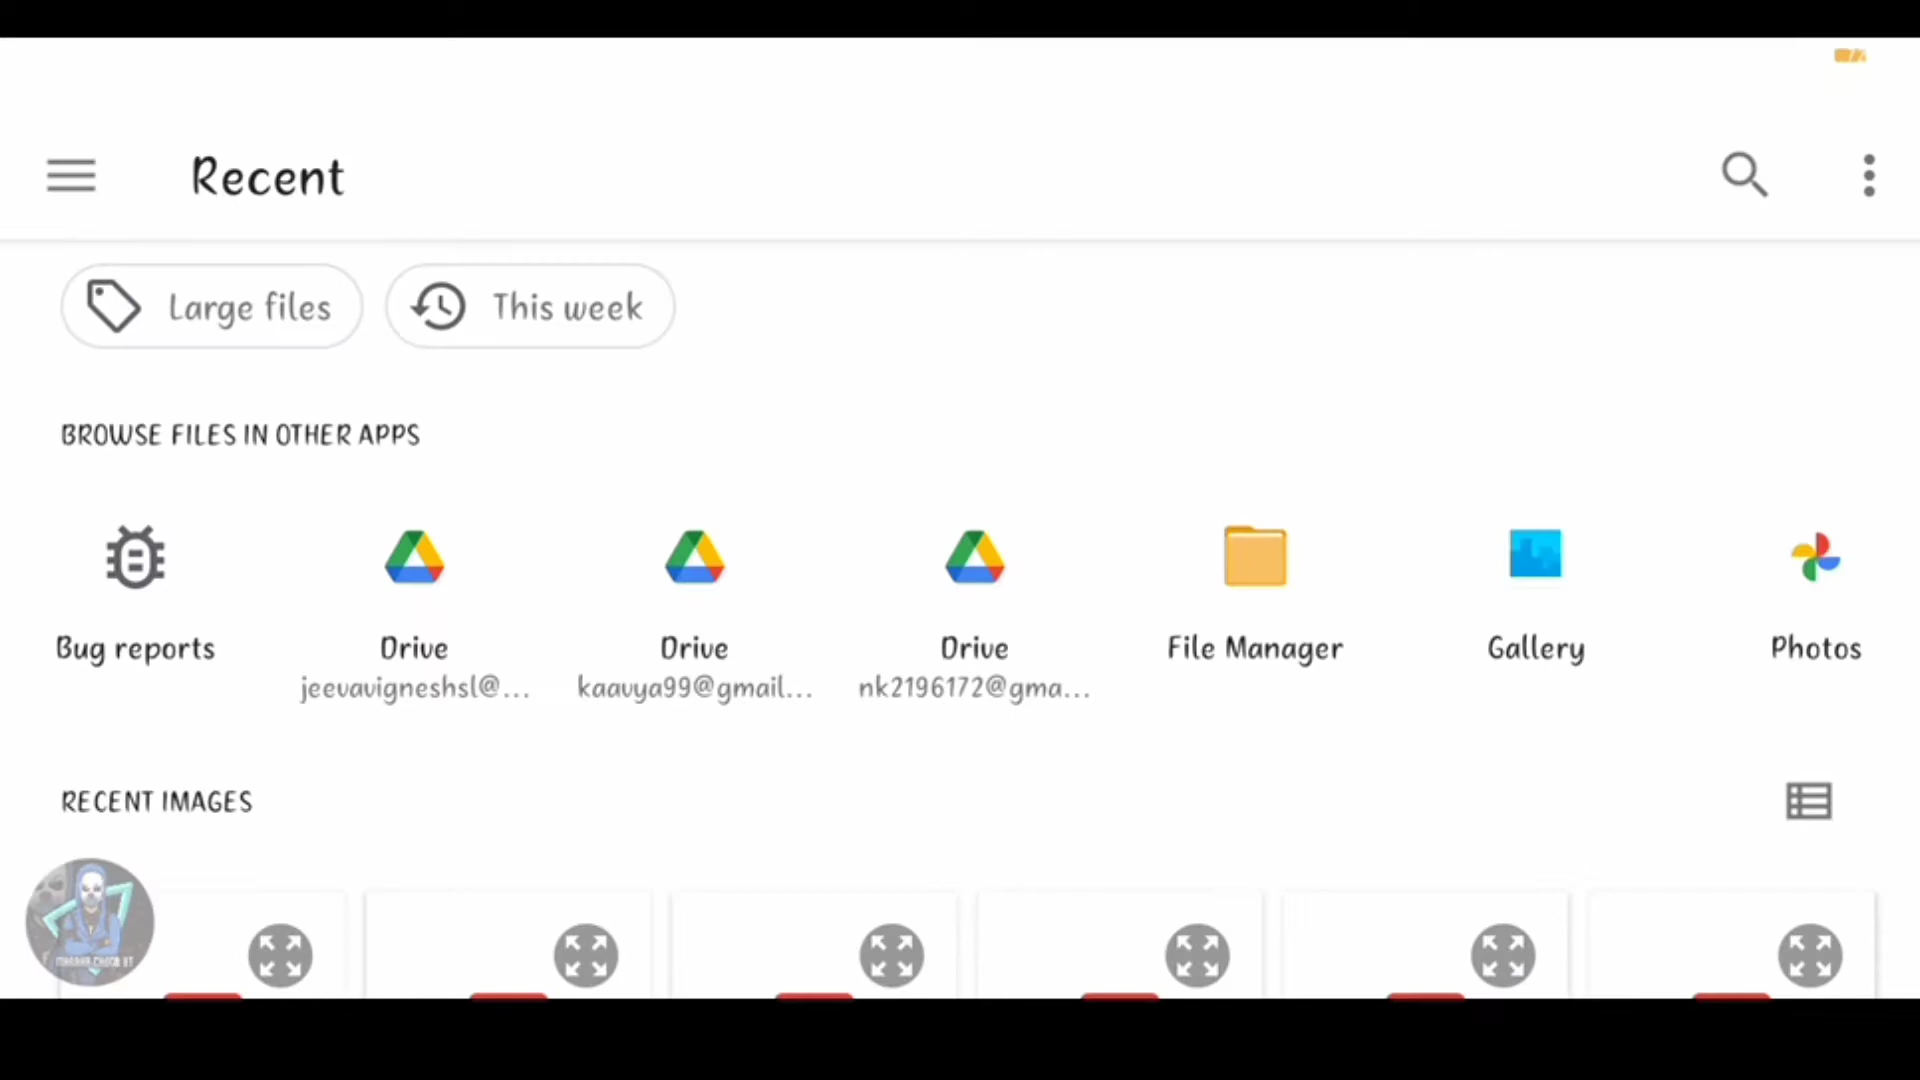 Recent
Large files
This week
BROWSE FILES IN OTHER APPS
Bug reports
Drive
jeevavigneshsl@...
Drive
kaavya99@gmail...
Drive
nk2196172@gma...
File Manager
Gallery
Photos
RECENT IMAGES